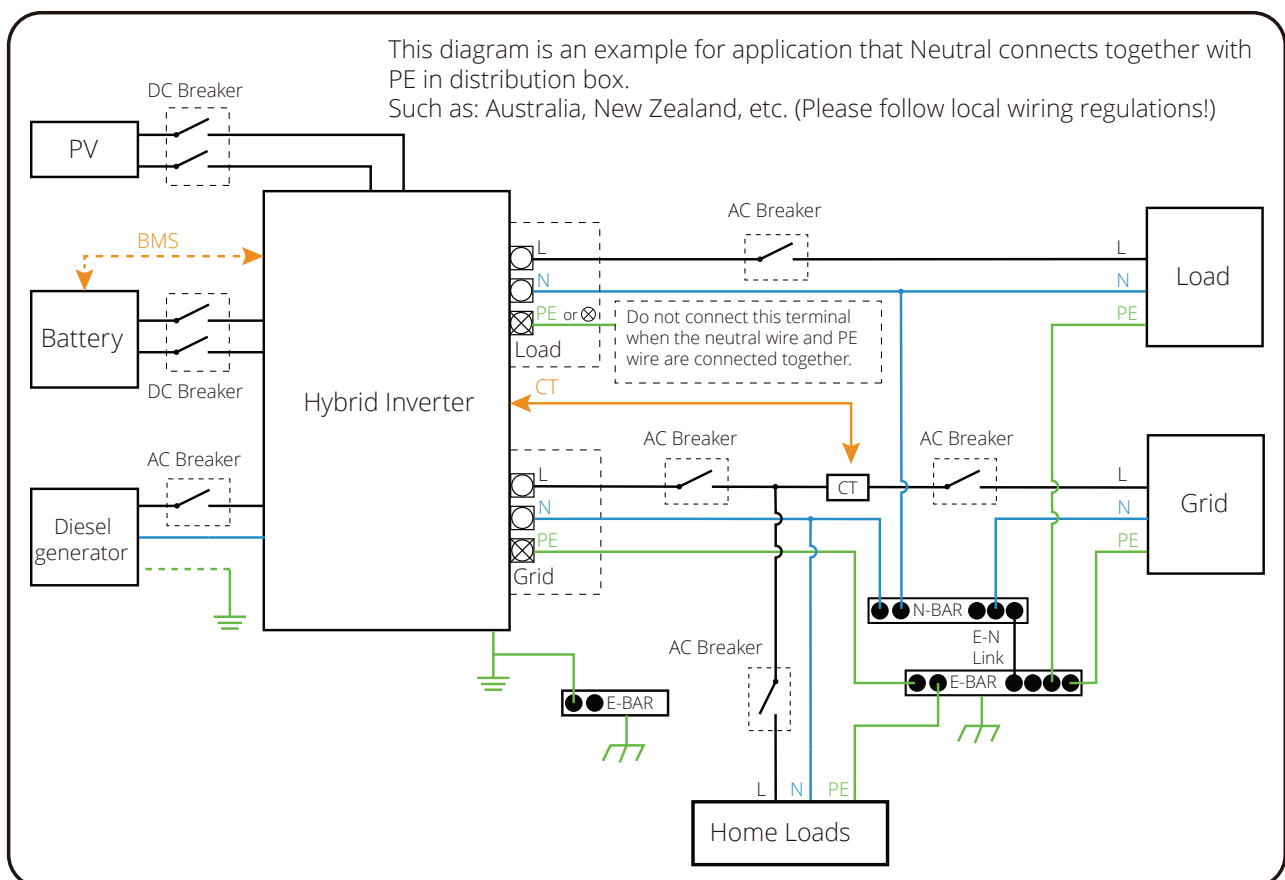 This diagram is an example for application that Neutral connects together with
PE in distribution box.
Such as: Australia, New Zealand, etc. (Please follow local wiring regulations!)
DC Breaker
PV
BMS
Battery
DC Breaker
AC Breaker
Diesel
generator
Hybrid Inverter
L
N
PE or ⊗
Load
Do not connect this terminal
when the neutral wire and PE
wire are connected together.
AC Breaker
L
N
PE
Load
CT
L
N
PE
Grid
AC Breaker
CT
AC Breaker
L
N
PE
Grid
N-BAR
E-N
Link
E-BAR
AC Breaker
E-BAR
L
N
PE
Home Loads